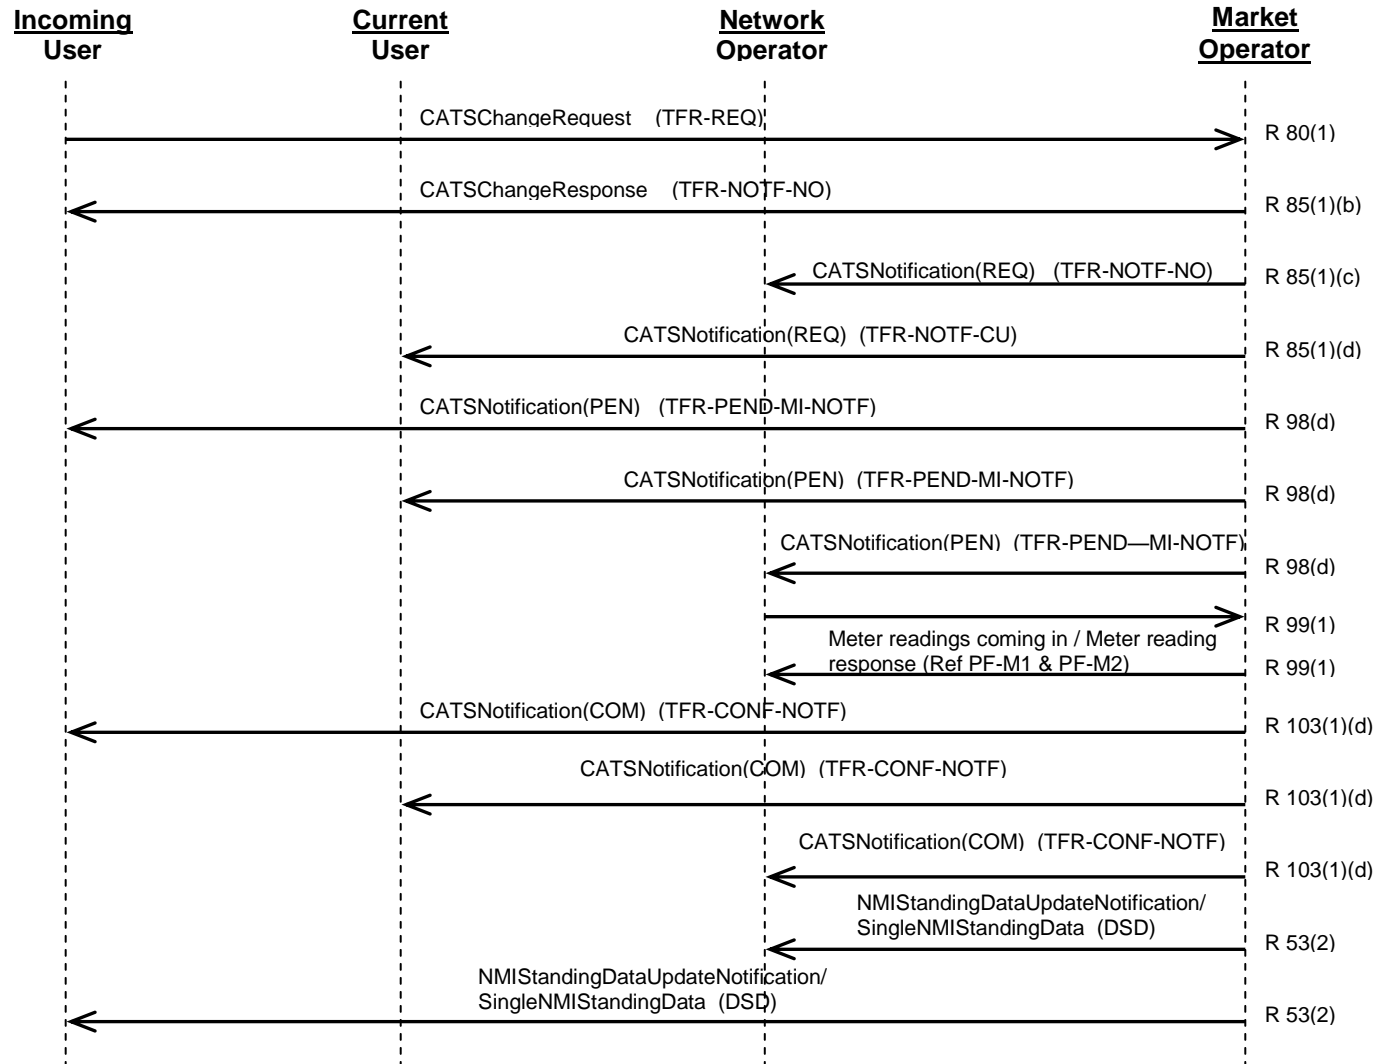 Incoming
User
Current
User
Network
Operator
Market
Operator
CATSChangeRequest (TFR-REQ)
R 80(1)
CATSChangeResponse (TFR-NOTF-NO)
R 85(1)(b)
CATSNotification(REQ) (TFR-NOTF-NO)
R 85(1)(c)
CATSNotification(REQ) (TFR-NOTF-CU)
R 85(1)(d)
CATSNotification(PEN) (TFR-PEND-MI-NOTF)
R 98(d)
CATSNotification(PEN) (TFR-PEND-MI-NOTF)
R 98(d)
CATSNotification(PEN) (TFR-PEND—MI-NOTF)
R 98(d)
R 99(1)
Meter readings coming in / Meter reading
response (Ref PF-M1 & PF-M2)
R 99(1)
CATSNotification(COM) (TFR-CONF-NOTF)
R 103(1)(d)
CATSNotification(COM) (TFR-CONF-NOTF)
R 103(1)(d)
CATSNotification(COM) (TFR-CONF-NOTF)
R 103(1)(d)
NMIStandingDataUpdateNotification/
SingleNMIStandingData (DSD)
R 53(2)
NMIStandingDataUpdateNotification/
SingleNMIStandingData (DSD)
R 53(2)